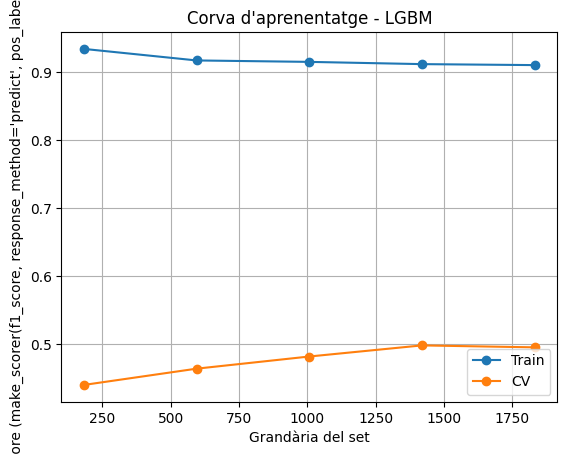 Corva d'aprenentatge - LGBM
ore (make_scorer(f1_score, response_method='predict', pos_labe
0.9
0.8
0.7
0.6
0.5
Train
CV
250
500
750
1000
1250
1500
1750
Grandària del set